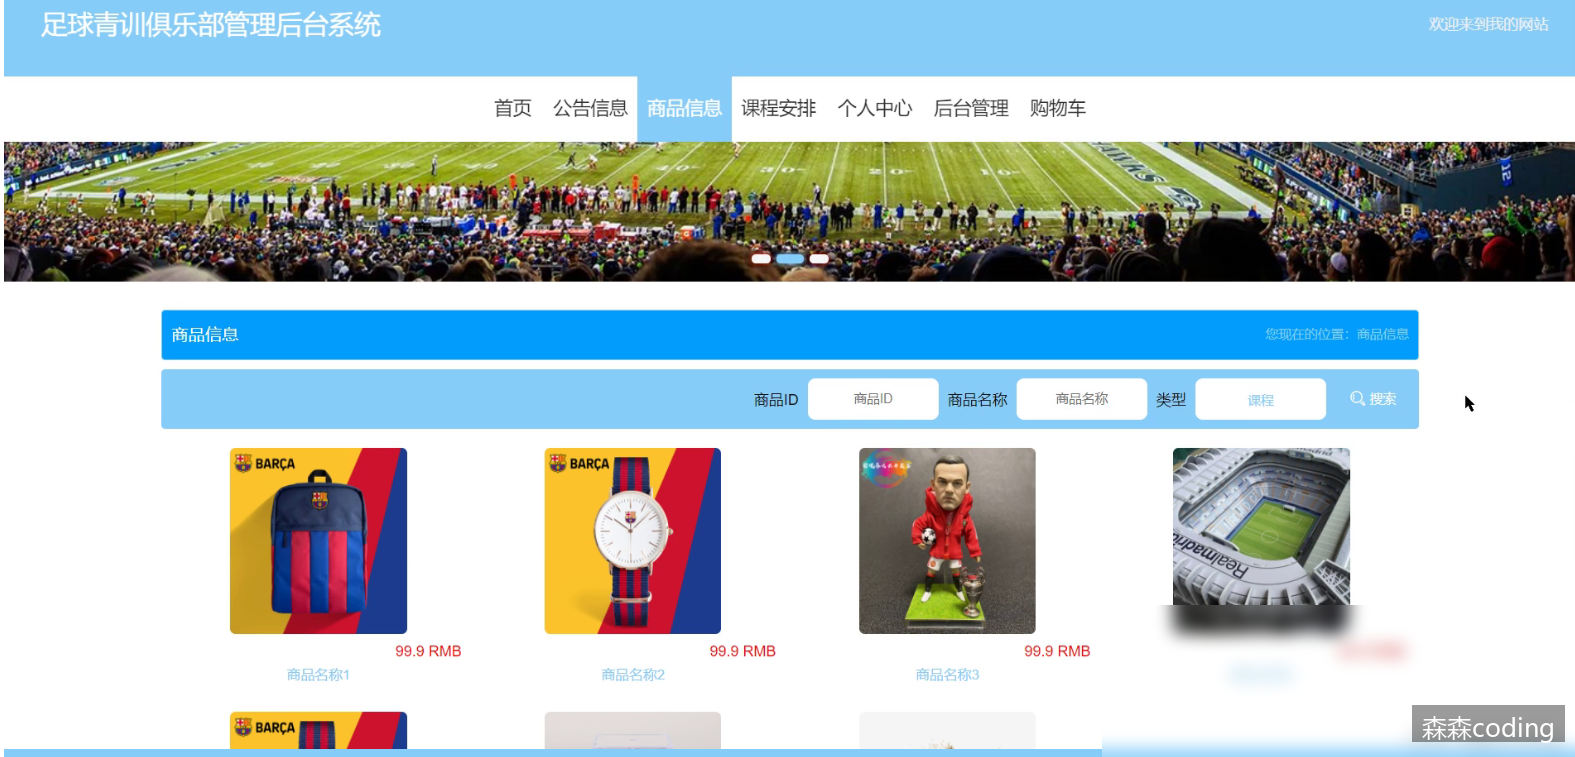 足球青训俱乐部管理后台系统
欢迎来到我的网站
首页 公告信息 商品信息 课程安排 个人中心 后台管理 购物车
商品信息
您现在的位置：商品信息
商品ID 商品ID 商品名称 商品名称 类型 课程 搜索
BARÇA
BARÇA
Realmadrid
99.9 RMB
99.9 RMB
99.9 RMB
商品名称1
商品名称2
商品名称3
BARÇA
森森coding